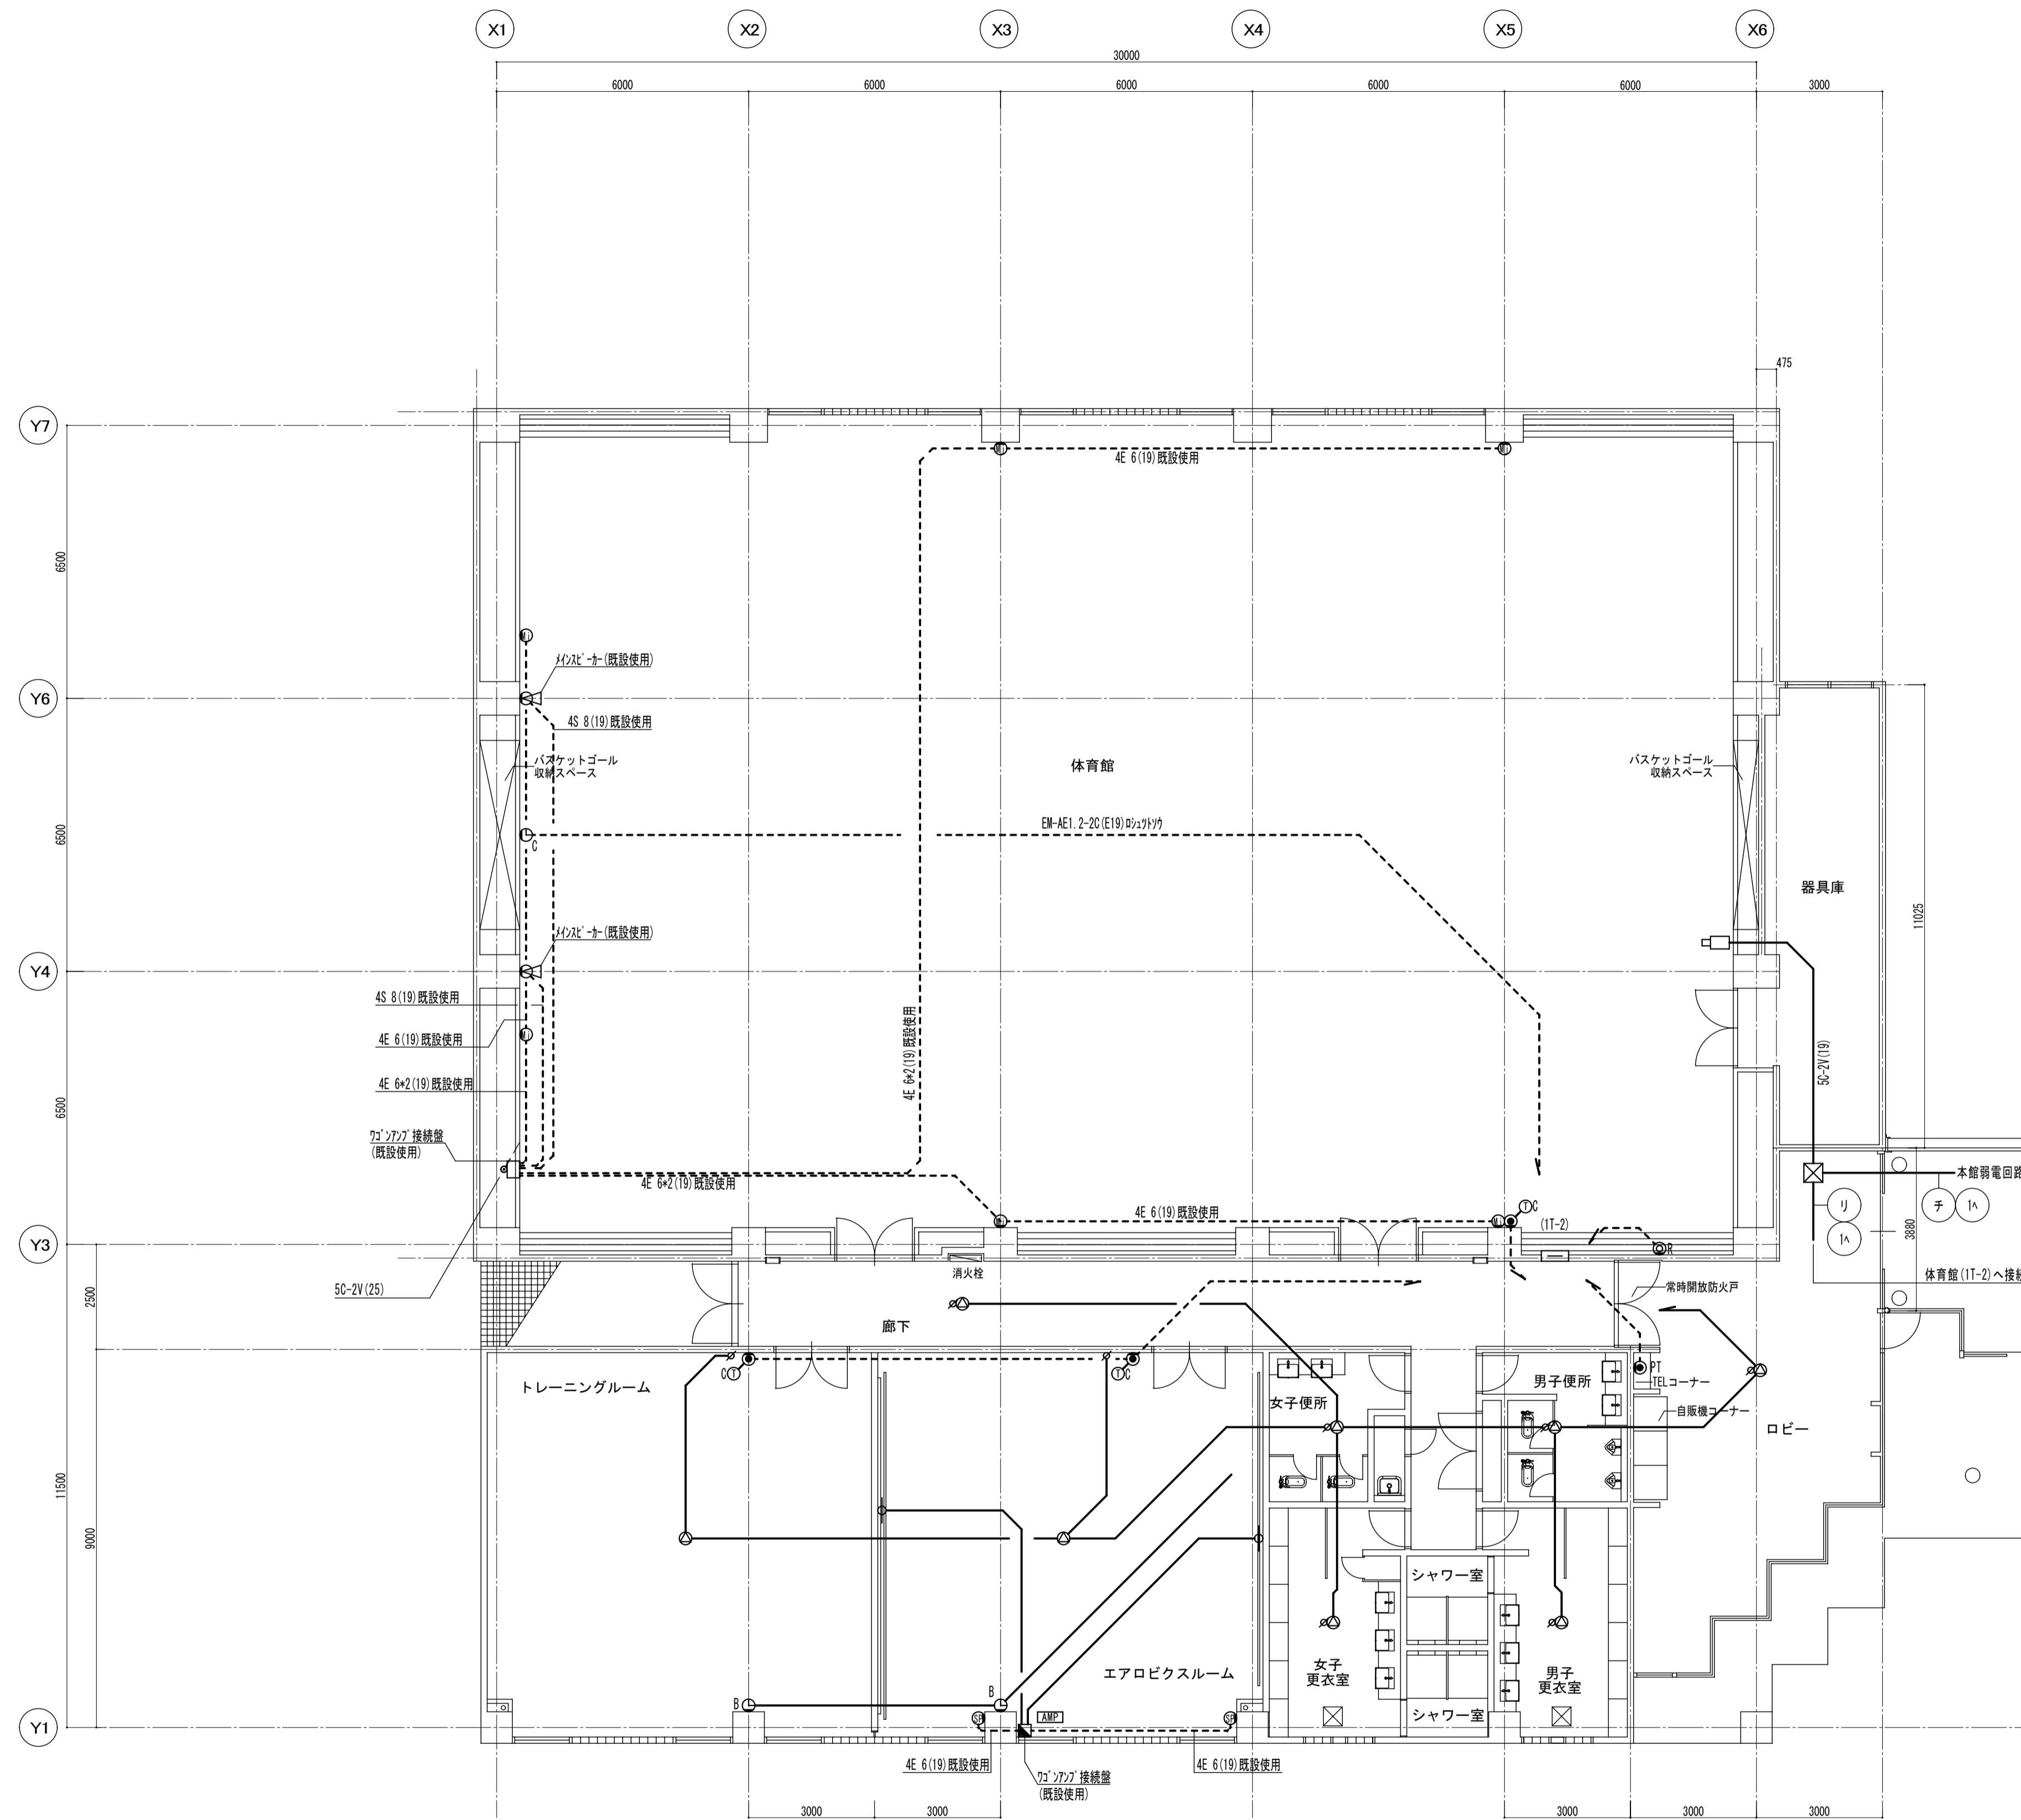 X1
X2
X3
X4
X5
X6
30000
6000
6000
6000
6000
6000
3000
475
Y7
4E 6(19)既設使用
6500
メインスピーカー(既設使用)
Y6
4S 8(19)既設使用
バスケットゴール
収納スペース
体育館
バスケットゴール
収納スペース
6500
EM-AE1.2-2C(E19)ロシュツトソウ
C
器具庫
11025
メインスピーカー(既設使用)
Y4
4S 8(19)既設使用
4E 6(19)既設使用
4E 6*2(19)既設使用
5C-2V(19)
4E 6*2(19)既設使用
6500
ワゴンアンプ接続盤
(既設使用)
4E 6*2(19)既設使用
本館弱電回路
リ
チ
1ヘ
1ヘ
4E 6(19)既設使用
T
C
(1T-2)
R
3880
Y3
消火栓
体育館(1T-2)へ接続
5C-2V(25)
2500
常時開放防火戸
廊下
トレーニングルーム
C
T
T
C
女子便所
男子便所
PT
TELコーナー
自販機コーナー
ロビー
11500
9000
シャワー室
エアロビクスルーム
女子
更衣室
男子
更衣室
B
B
SP
AMP
SP
シャワー室
Y1
4E 6(19)既設使用
ワゴンアンプ接続盤
(既設使用)
4E 6(19)既設使用
3000
3000
3000
3000
3000